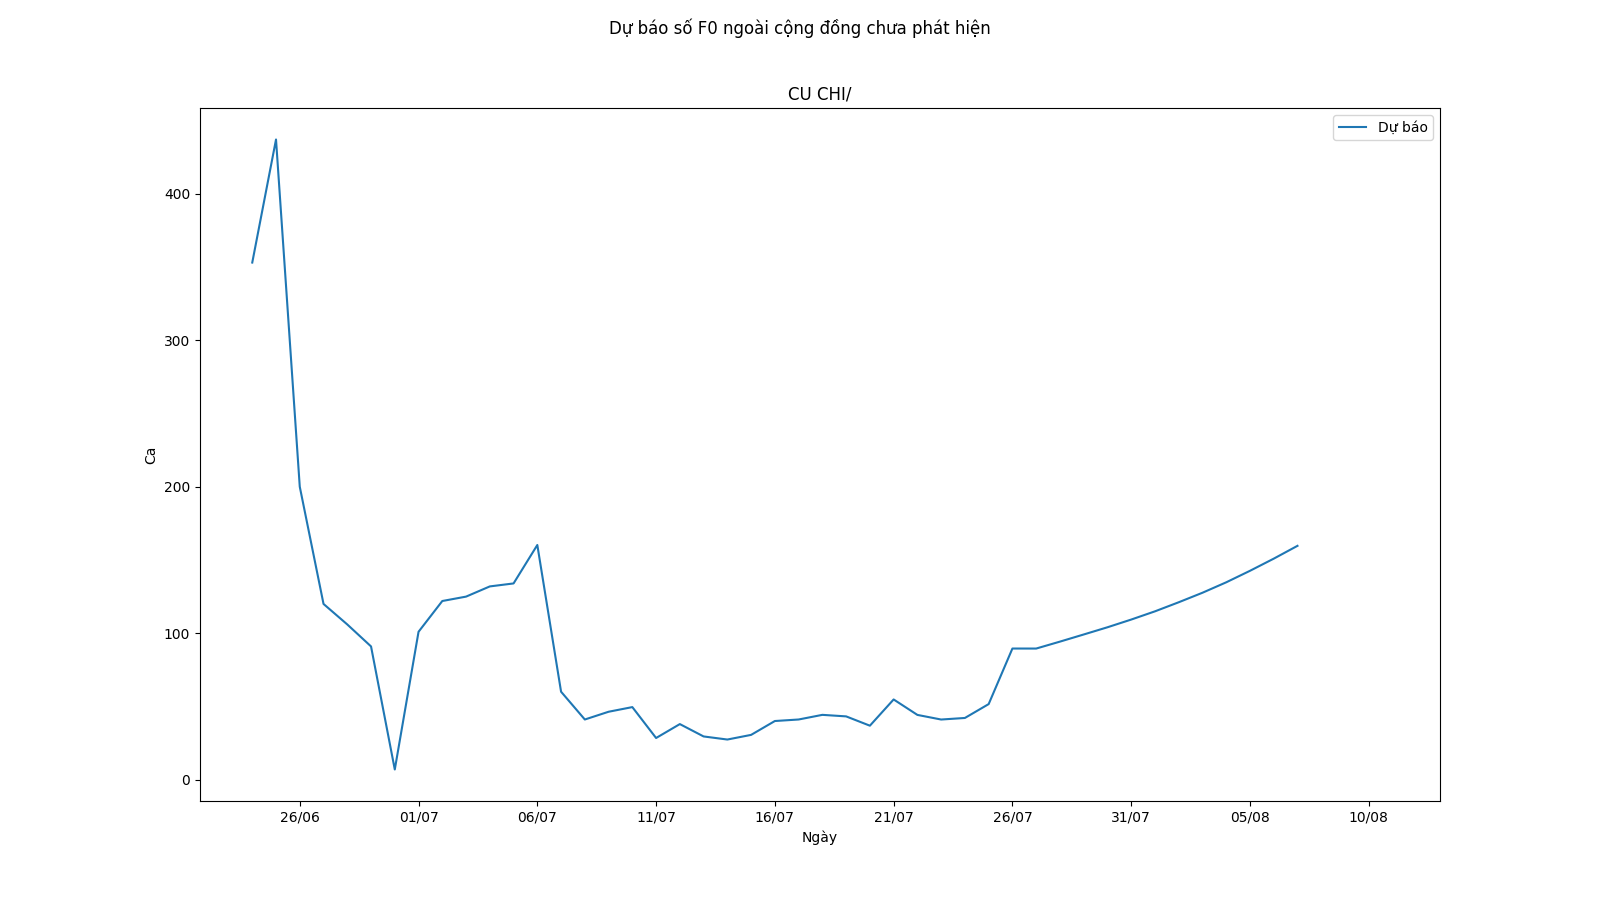 Dự báo số F0 ngoài cộng đồng chưa phát hiện
CU CHI/
Dự báo
400
300
200
100
0
Ca
26/06 01/07 06/07 11/07 16/07 21/07 26/07 31/07 05/08 10/08
Ngày